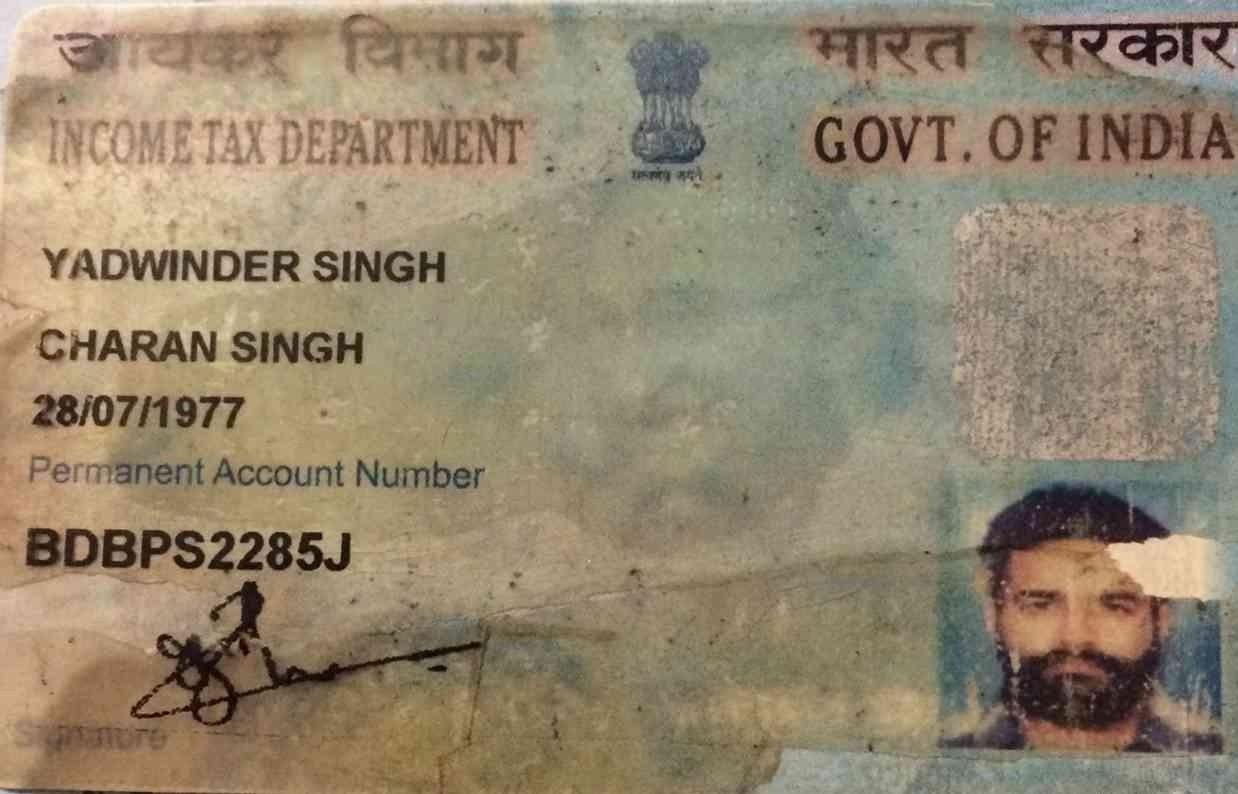 आयकर विभाग
INCOME TAX DEPARTMENT
सत्यमेव जयते
भारत सरकार
GOVT. OF INDIA
YADWINDER SINGH
CHARAN SINGH
28/07/1977
Permanent Account Number
BDBPS2285J
Signature